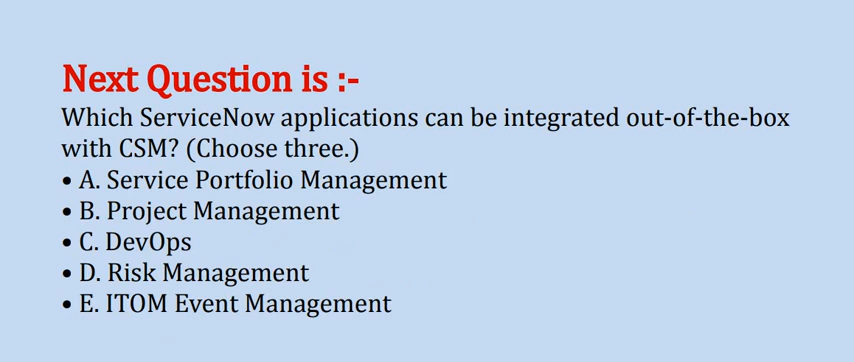 Next Question is :-
Which ServiceNow applications can be integrated out-of-the-box
with CSM? (Choose three.)
• A. Service Portfolio Management
• B. Project Management
• C. DevOps
• D. Risk Management
• E. ITOM Event Management